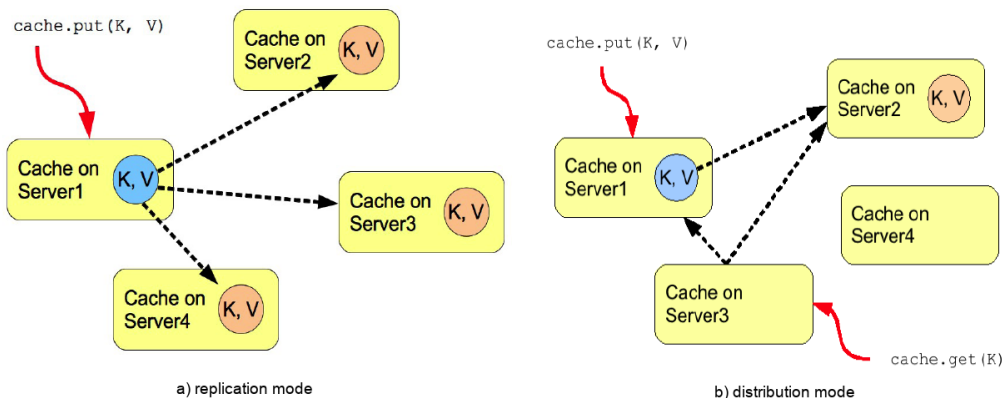 cache.put(K, V)
Cache on
Server2
K, V
Cache on
Server1
K, V
Cache on
Server3
K, V
Cache on
Server4
K, V
a) replication mode
cache.put(K, V)
Cache on
Server2
K, V
Cache on
Server1
K, V
Cache on
Server4
Cache on
Server3
cache.get(K)
b) distribution mode